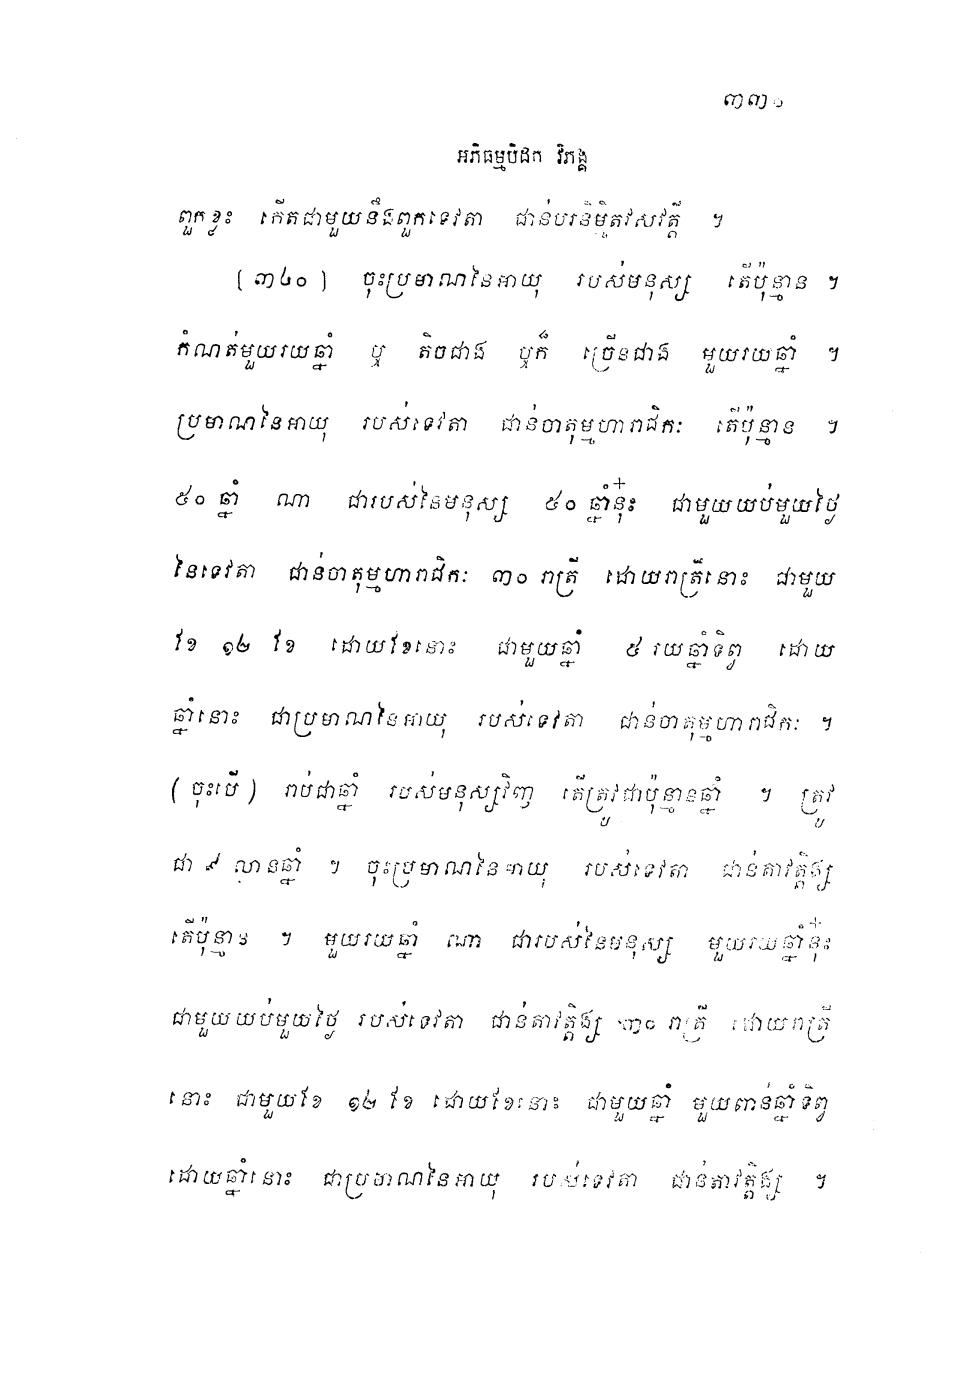 ៣៣១
អភិធម្មបិដក វិភង្គ
ពួកខ្លះ កើតជាមួយនឹងពួកទេវតា ជាន់បរនិម្មិតវសវត្តី ។
(៣៤០) ចុះប្រមាណនៃអាយុ របស់មនុស្ស តើប៉ុន្មាន ។
កំណត់មួយរយឆ្នាំ ឬ តិចជាង ឬក៏ ច្រើនជាង មួយរយឆ្នាំ ។
ប្រមាណនៃអាយុ របស់ទេវតា ជាន់ចាតុម្មហារាជិកៈ តើប៉ុន្មាន ។
៥០ ឆ្នាំ ណា ជារបស់នៃមនុស្ស ៥០ ឆ្នាំនុ៎ះ ជាមួយយប់មួយថ្ងៃ
នៃទេវតា ជាន់ចាតុម្មហារាជិកៈ ៣០ រាត្រី ដោយរាត្រីនោះ ជាមួយ
ខែ ១២ ខែ ដោយខែនោះ ជាមួយឆ្នាំ ៥ រយឆ្នាំទិព្វ ដោយ
ឆ្នាំនោះ ជាប្រមាណនៃអាយុ របស់ទេវតា ជាន់ចាតុម្មហារាជិកៈ ។
(ចុះបើ) រាប់ជាឆ្នាំ របស់មនុស្សវិញ តើត្រូវជាប៉ុន្មានឆ្នាំ ។ ត្រូវ
ជា ៩ លានឆ្នាំ ។ ចុះប្រមាណនៃអាយុ របស់ទេវតា ជាន់តាវត្តិង្ស
តើប៉ុន្មាន ។ មួយរយឆ្នាំ ណា ជារបស់នៃមនុស្ស មួយរយឆ្នាំនុ៎ះ
ជាមួយយប់មួយថ្ងៃ របស់ទេវតា ជាន់តាវត្តិង្ស ៣០ រាត្រី ដោយរាត្រី
នោះ ជាមួយខែ ១២ ខែ ដោយខែនោះ ជាមួយឆ្នាំ មួយពាន់ឆ្នាំទិព្វ
ដោយឆ្នាំនោះ ជាប្រមាណនៃអាយុ របស់ទេវតា ជាន់តាវត្តិង្ស ។